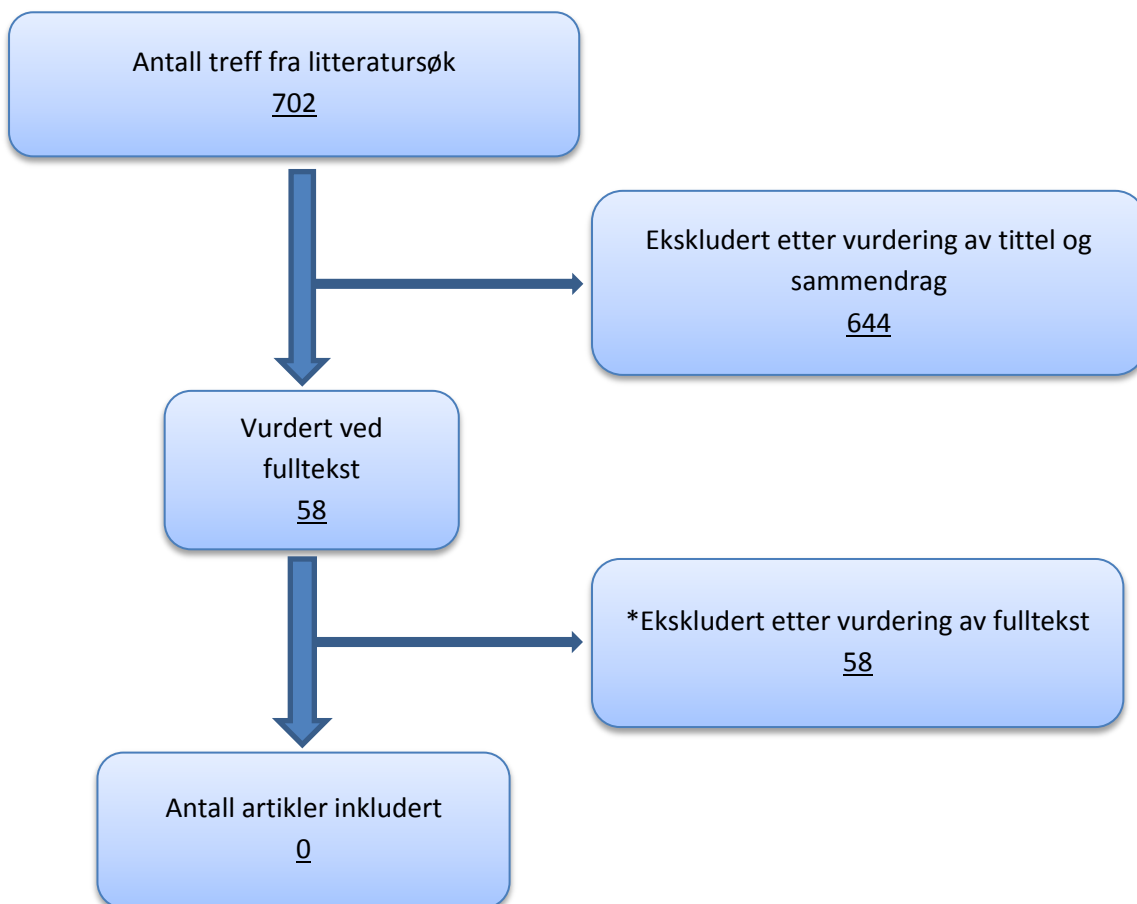 Antall treff fra litteratursøk
702
Ekskludert etter vurdering av tittel og
sammendrag
644
Vurdert ved
fulltekst
58
*Ekskludert etter vurdering av fulltekst
58
Antall artikler inkludert
0